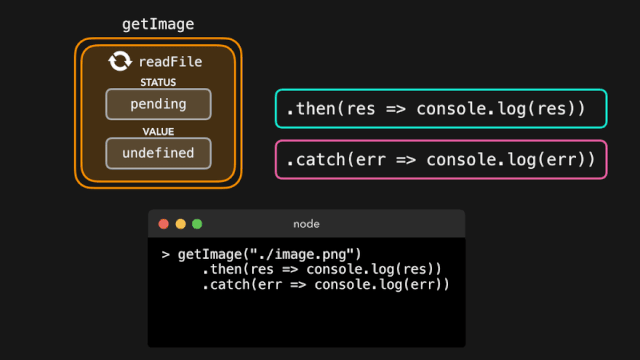 getImage
readFile
STATUS
pending
VALUE
undefined
.then(res => console.log(res))
.catch(err => console.log(err))
node
> getImage("./image.png")
.then(res => console.log(res))
.catch(err => console.log(err))